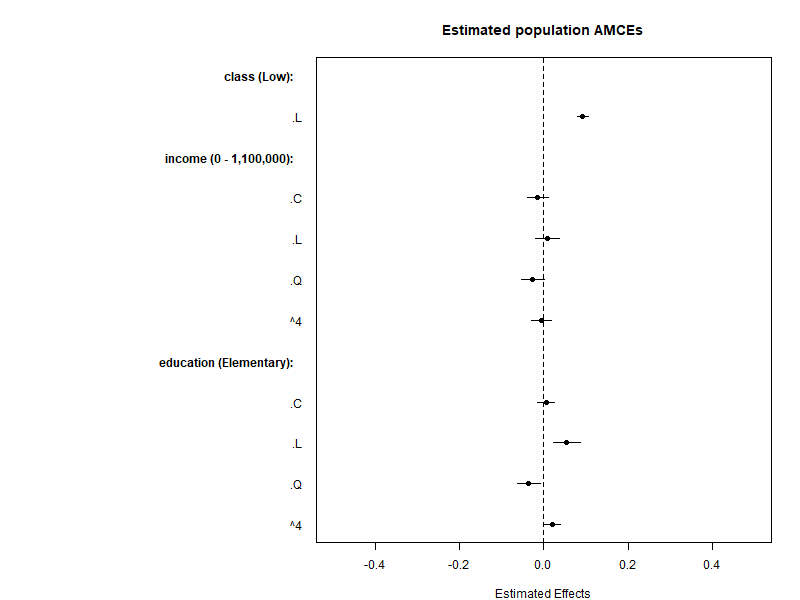 Estimated population AMCEs
class (Low):
.L
income (0 - 1,100,000):
.C
.L
.Q
^4
education (Elementary):
.C
.L
.Q
^4
-0.4 -0.2 0.0 0.2 0.4
Estimated Effects